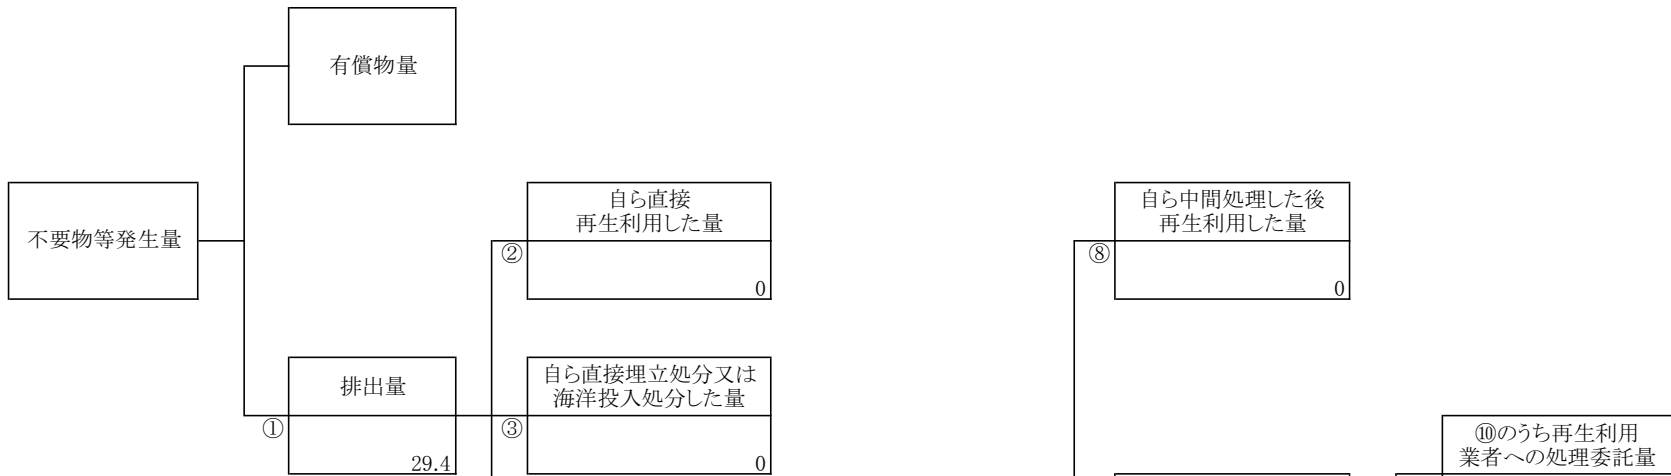 有償物量
不要物等発生量
自ら直接
再生利用した量
②
0
自ら中間処理した後
再生利用した量
⑧
0
排出量
①
29.4
自ら直接埋立処分又は
海洋投入処分した量
③
0
⑩のうち再生利用
業者への処理委託量